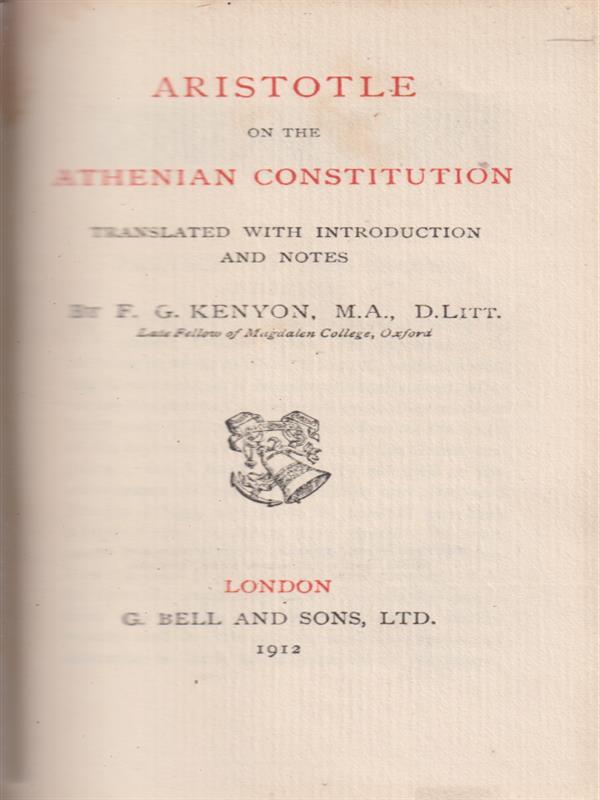 ARISTOTLE
ON THE
ATHENIAN CONSTITUTION
TRANSLATED WITH INTRODUCTION
AND NOTES
BY F. G. KENYON, M.A., D.LITT.
Late Fellow of Magdalen College, Oxford
LONDON
G. BELL AND SONS, LTD.
1912